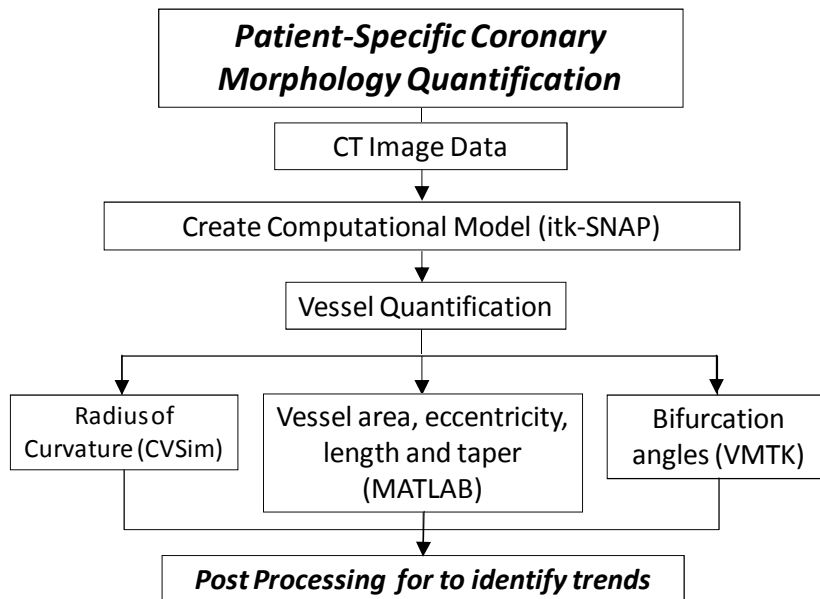 Patient-Specific Coronary
Morphology Quantification
CT Image Data
Create Computational Model (itk-SNAP)
Vessel Quantification
Radius of
Curvature (CVSim)
Vessel area, eccentricity,
length and taper
(MATLAB)
Bifurcation
angles (VMTK)
Post Processing for to identify trends